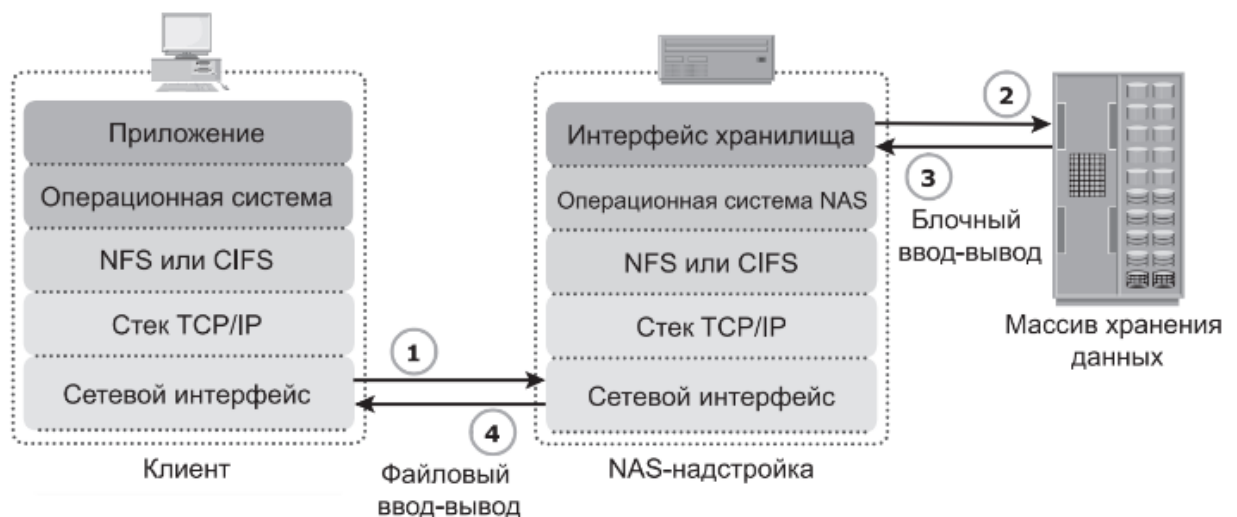 Приложение
Операционная система
NFS или CIFS
Стек TCP/IP
Сетевой интерфейс
Клиент
1
4
Файловый
ввод-вывод
Интерфейс хранилища
Операционная система NAS
NFS или CIFS
Стек TCP/IP
Сетевой интерфейс
NAS-надстройка
2
3
Блочный
ввод-вывод
Массив хранения
данных